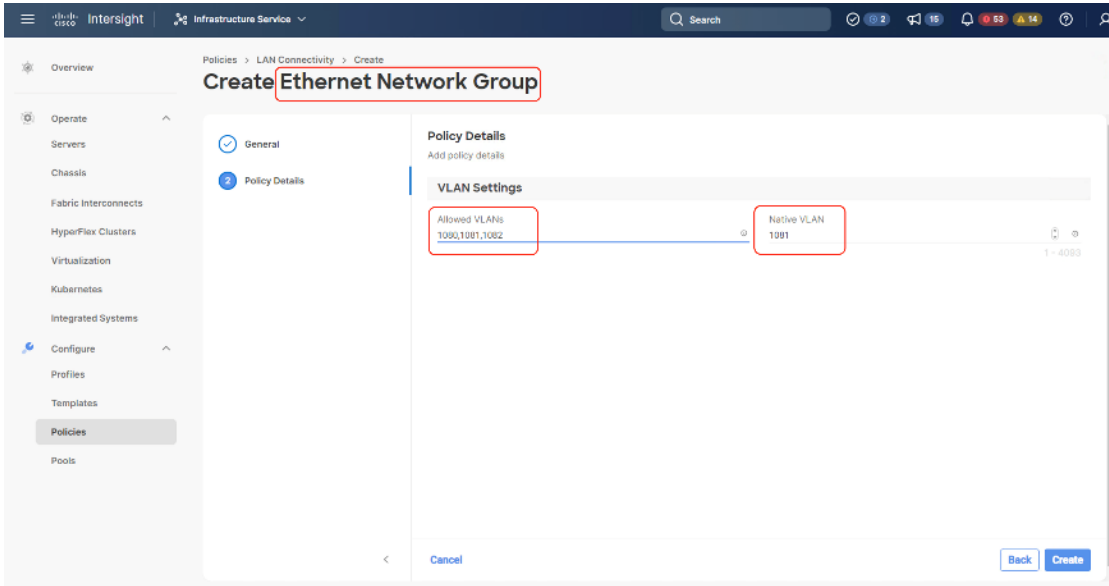 cisco Intersight
Infrastructure Service
Search
2
15
53
14
Overview
Policies > LAN Connectivity > Create
Create Ethernet Network Group
Operate
Servers
Chassis
Fabric Interconnects
HyperFlex Clusters
Virtualization
Kubernetes
Integrated Systems
Configure
Profiles
Templates
Policies
Pools
General
2 Policy Details
Policy Details
Add policy details
VLAN Settings
Allowed VLANs
1080,1081,1082
Native VLAN
1081
1 - 4093
<
Cancel
Back
Create